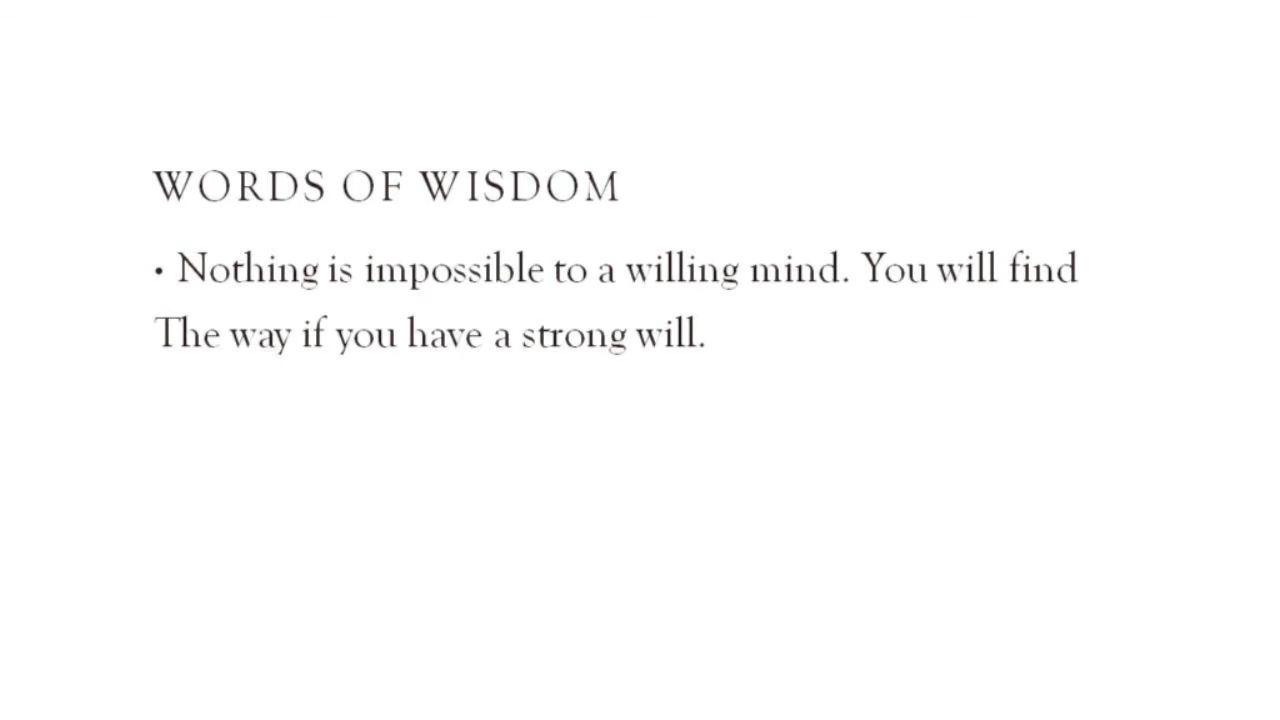 WORDS OF WISDOM
• Nothing is impossible to a willing mind. You will find
The way if you have a strong will.